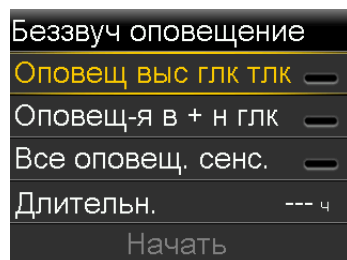 Беззвуч оповещение
Оповещ выс глк тлк
Оповещ-я в + н глк
Все оповещ. сенс.
Длительн. --- ч
Начать